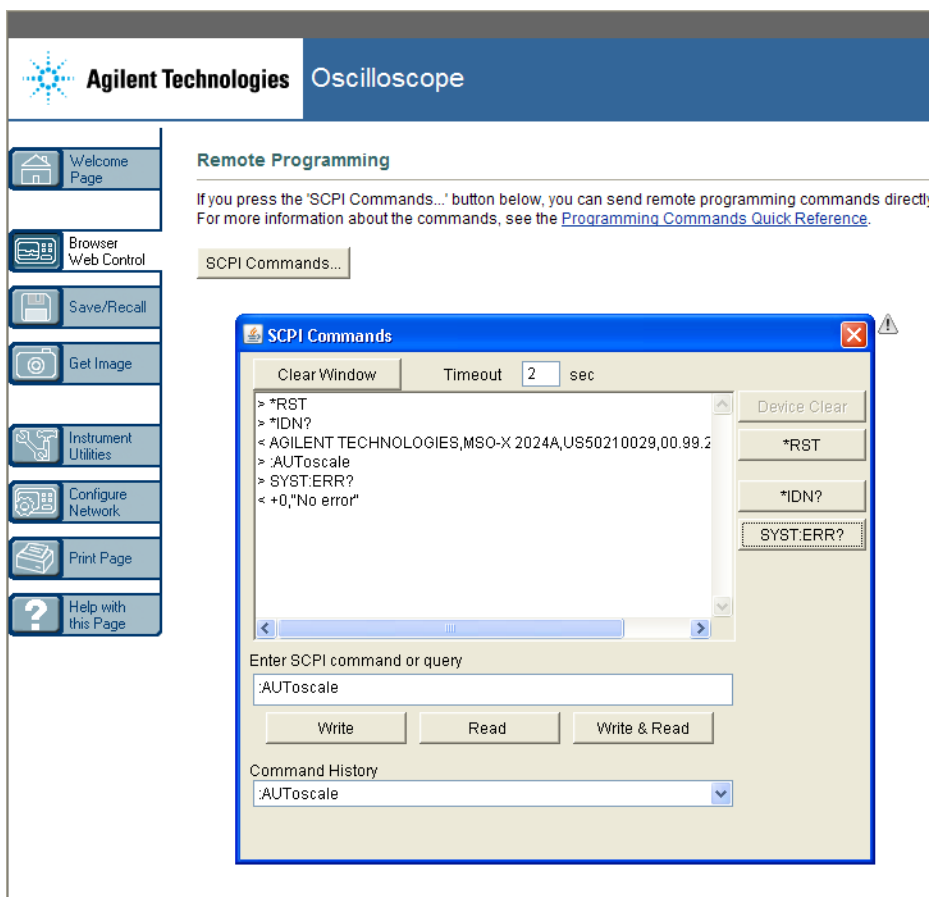 Agilent Technologies
Oscilloscope
Welcome
Page
Browser
Web Control
Save/Recall
Get Image
Instrument
Utilities
Configure
Network
Print Page
Help with
this Page
Remote Programming
If you press the 'SCPI Commands...' button below, you can send remote programming commands directly
For more information about the commands, see the Programming Commands Quick Reference.
SCPI Commands...
SCPI Commands
Clear Window
Timeout 2 sec
> *RST
> *IDN?
< AGILENT TECHNOLOGIES,MSO-X 2024A,US50210029,00.99.2
> :AUToscale
> SYST:ERR?
< +0,"No error"
Device Clear
*RST
*IDN?
SYST:ERR?
Enter SCPI command or query
:AUToscale
Write Read Write & Read
Command History
:AUToscale